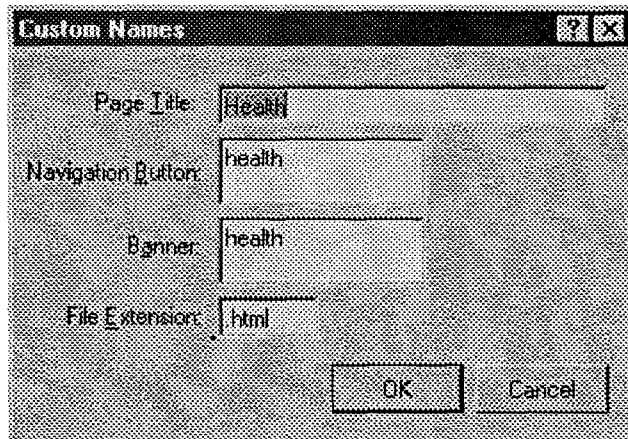 Custom Names
Page Title: Health
Navigation Button: health
Banner: health
File Extension: .html
OK Cancel